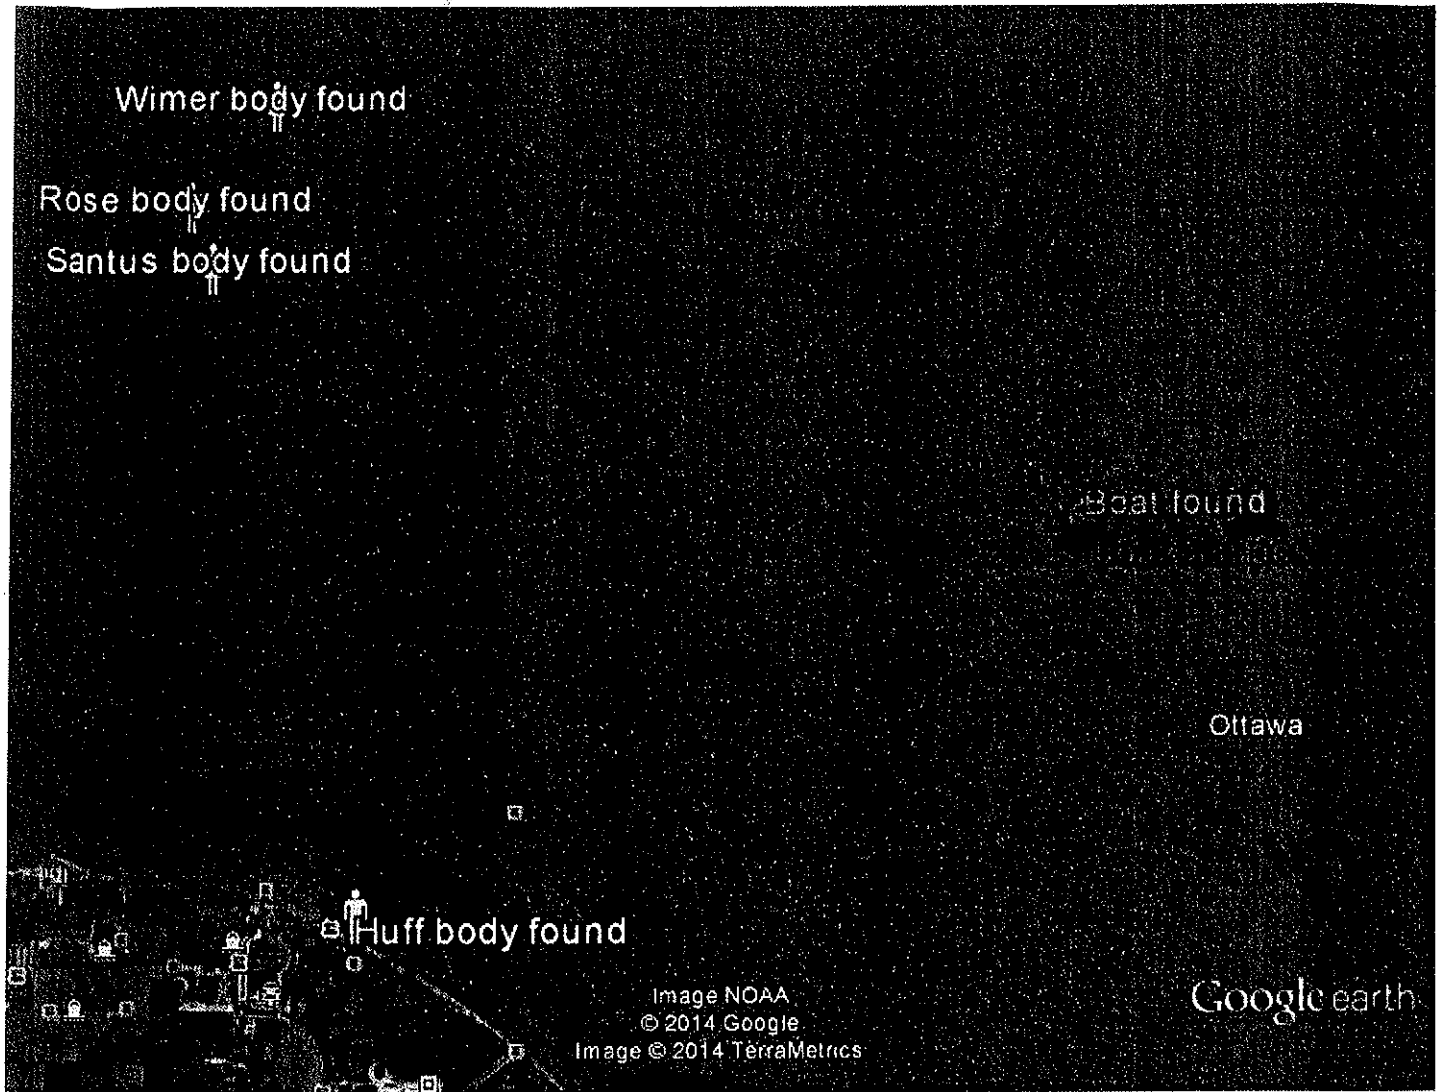 Wimer body found
Rose body found
Santus body found
Boat found
Ottawa
Huff body found
Image NOAA
© 2014 Google
Image © 2014 TerraMetrics
Google earth